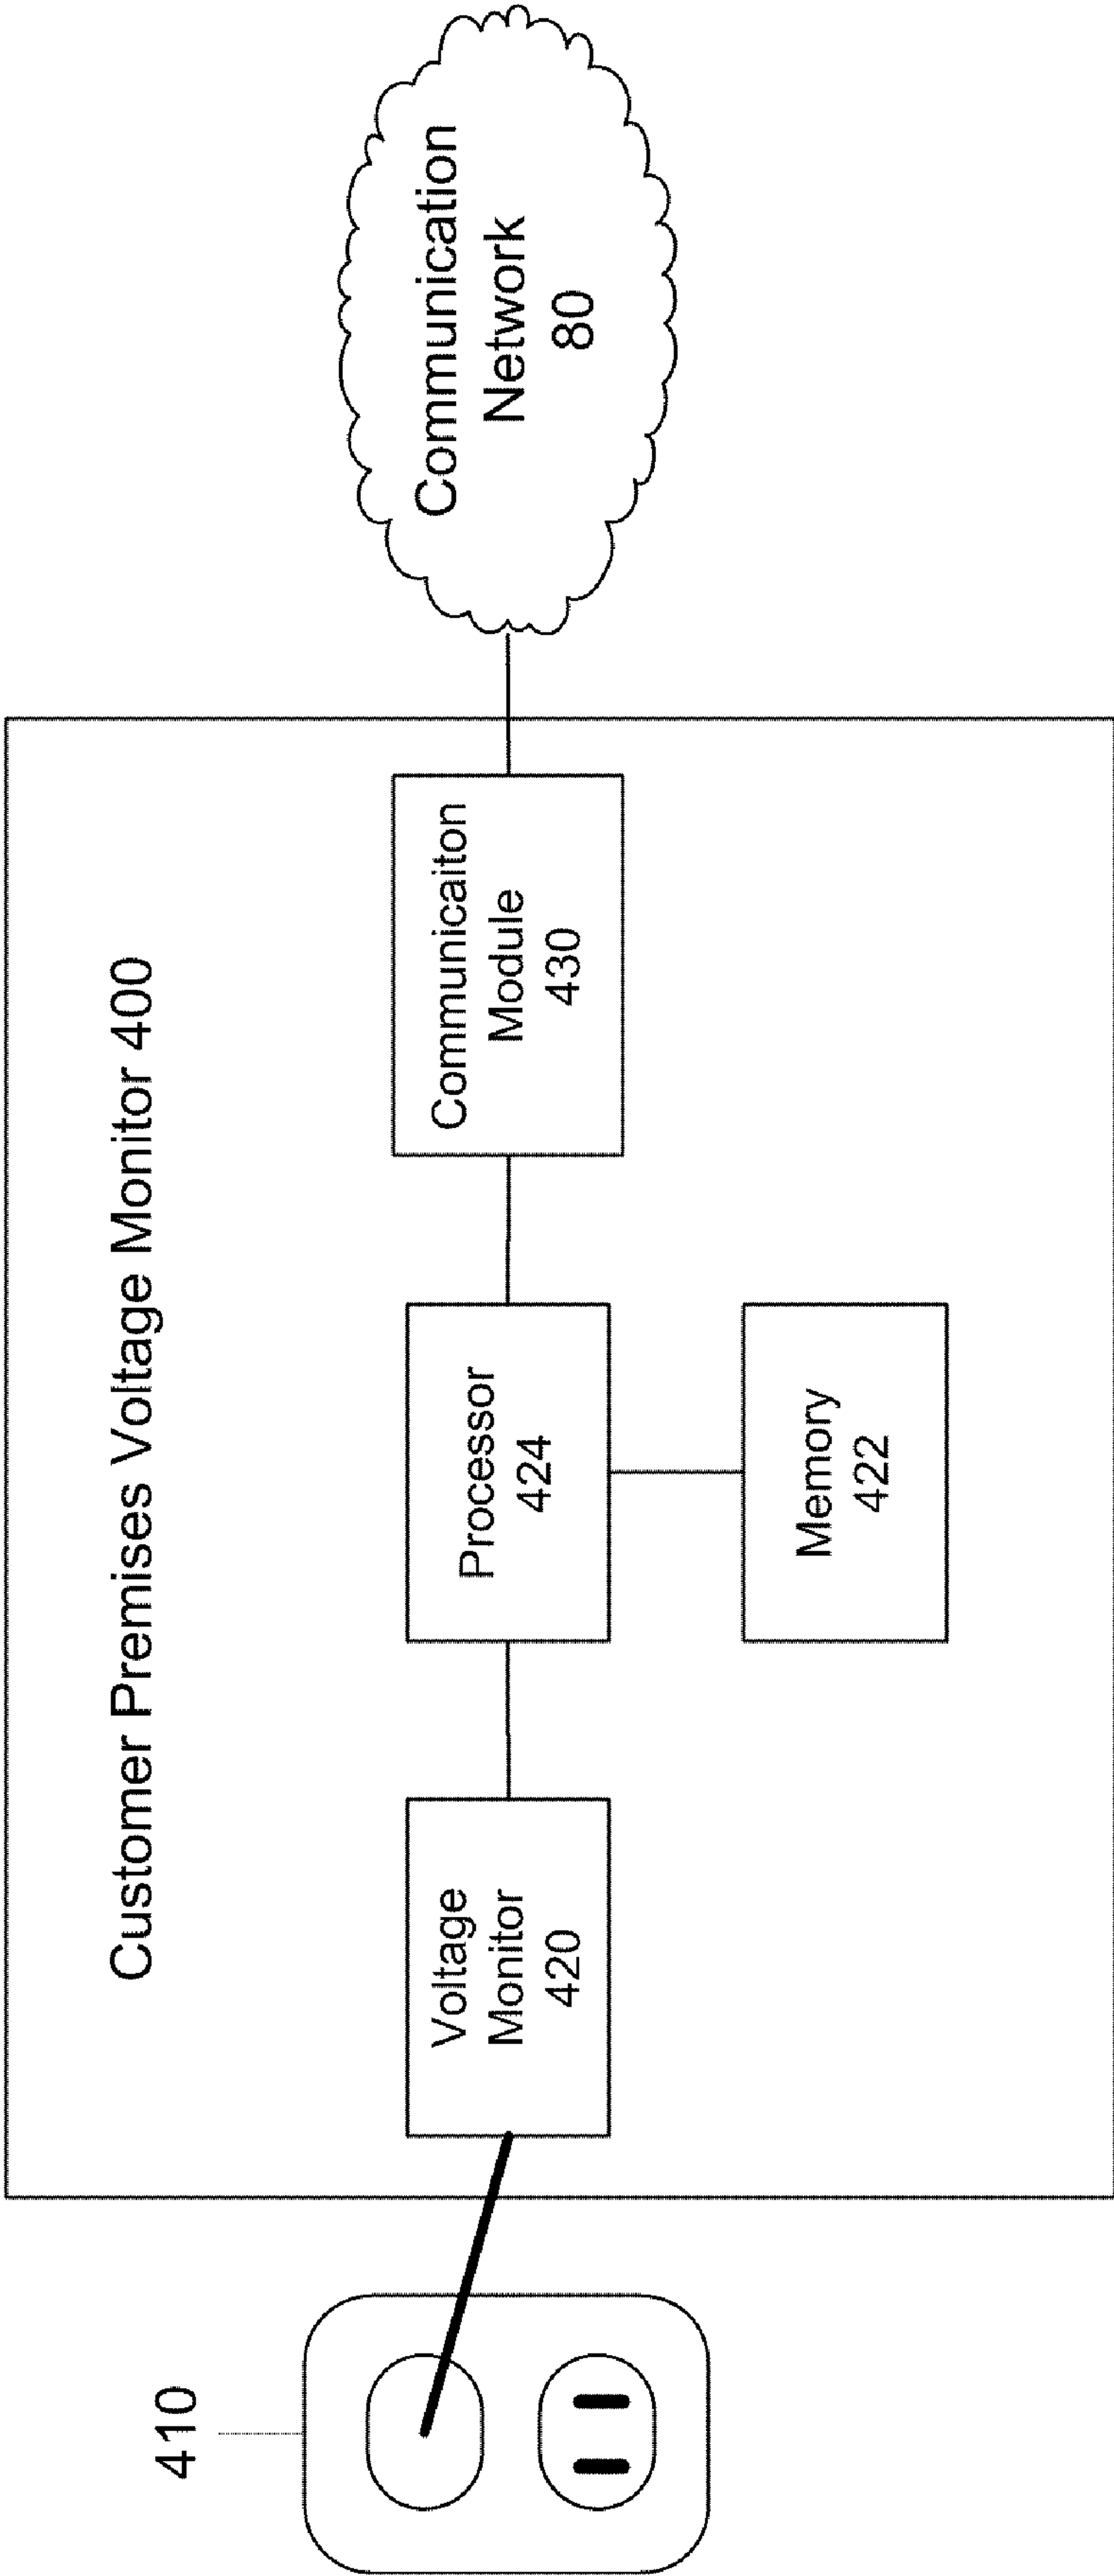 Customer Premises Voltage Monitor 400
410
Voltage
Monitor
420
Processor
424
Communicaiton
Module
430
Communication
Network
80
Memory
422